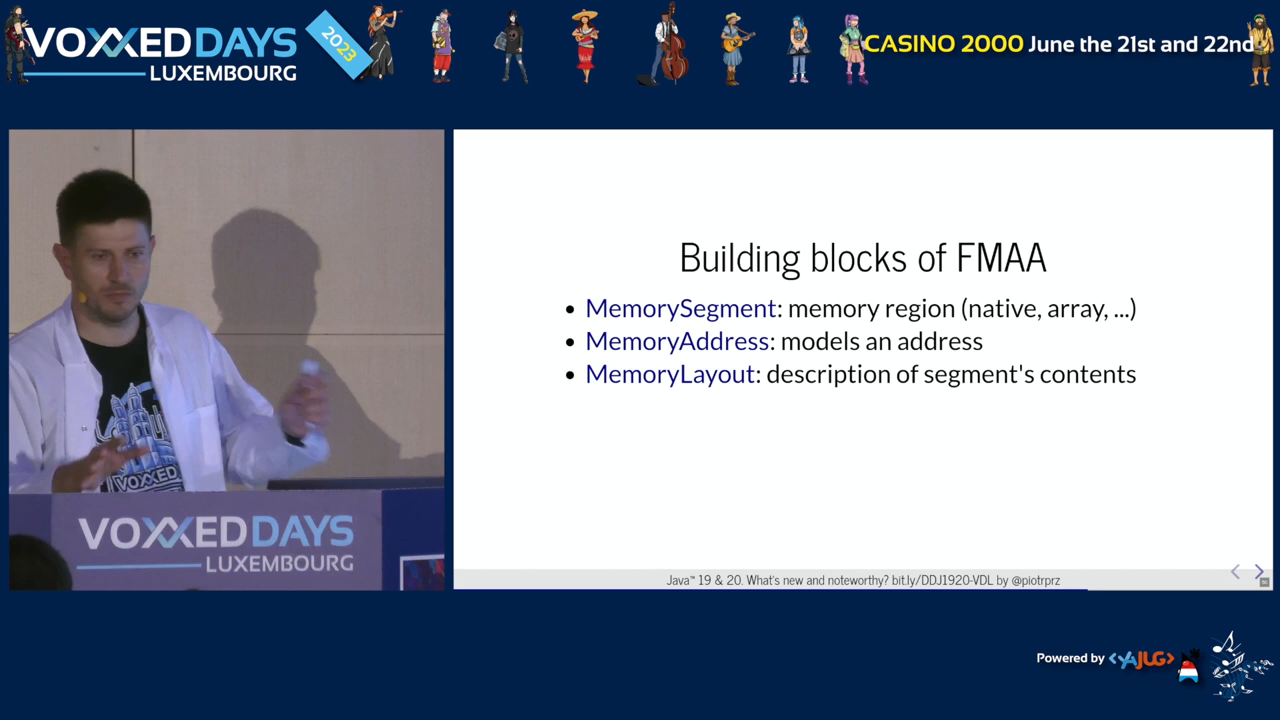 VOXXED DAYS
LUXEMBOURG
2023
CASINO 2000 June the 21st and 22nd
Building blocks of FMAA
• MemorySegment: memory region (native, array, ...)
• MemoryAddress: models an address
• MemoryLayout: description of segment's contents
Java™ 19 & 20. What's new and noteworthy? bit.ly/DDJ1920-VDL by @piotrprz
VOXXED
VOXXED DAYS
LUXEMBOURG
Powered by <YAJUG>